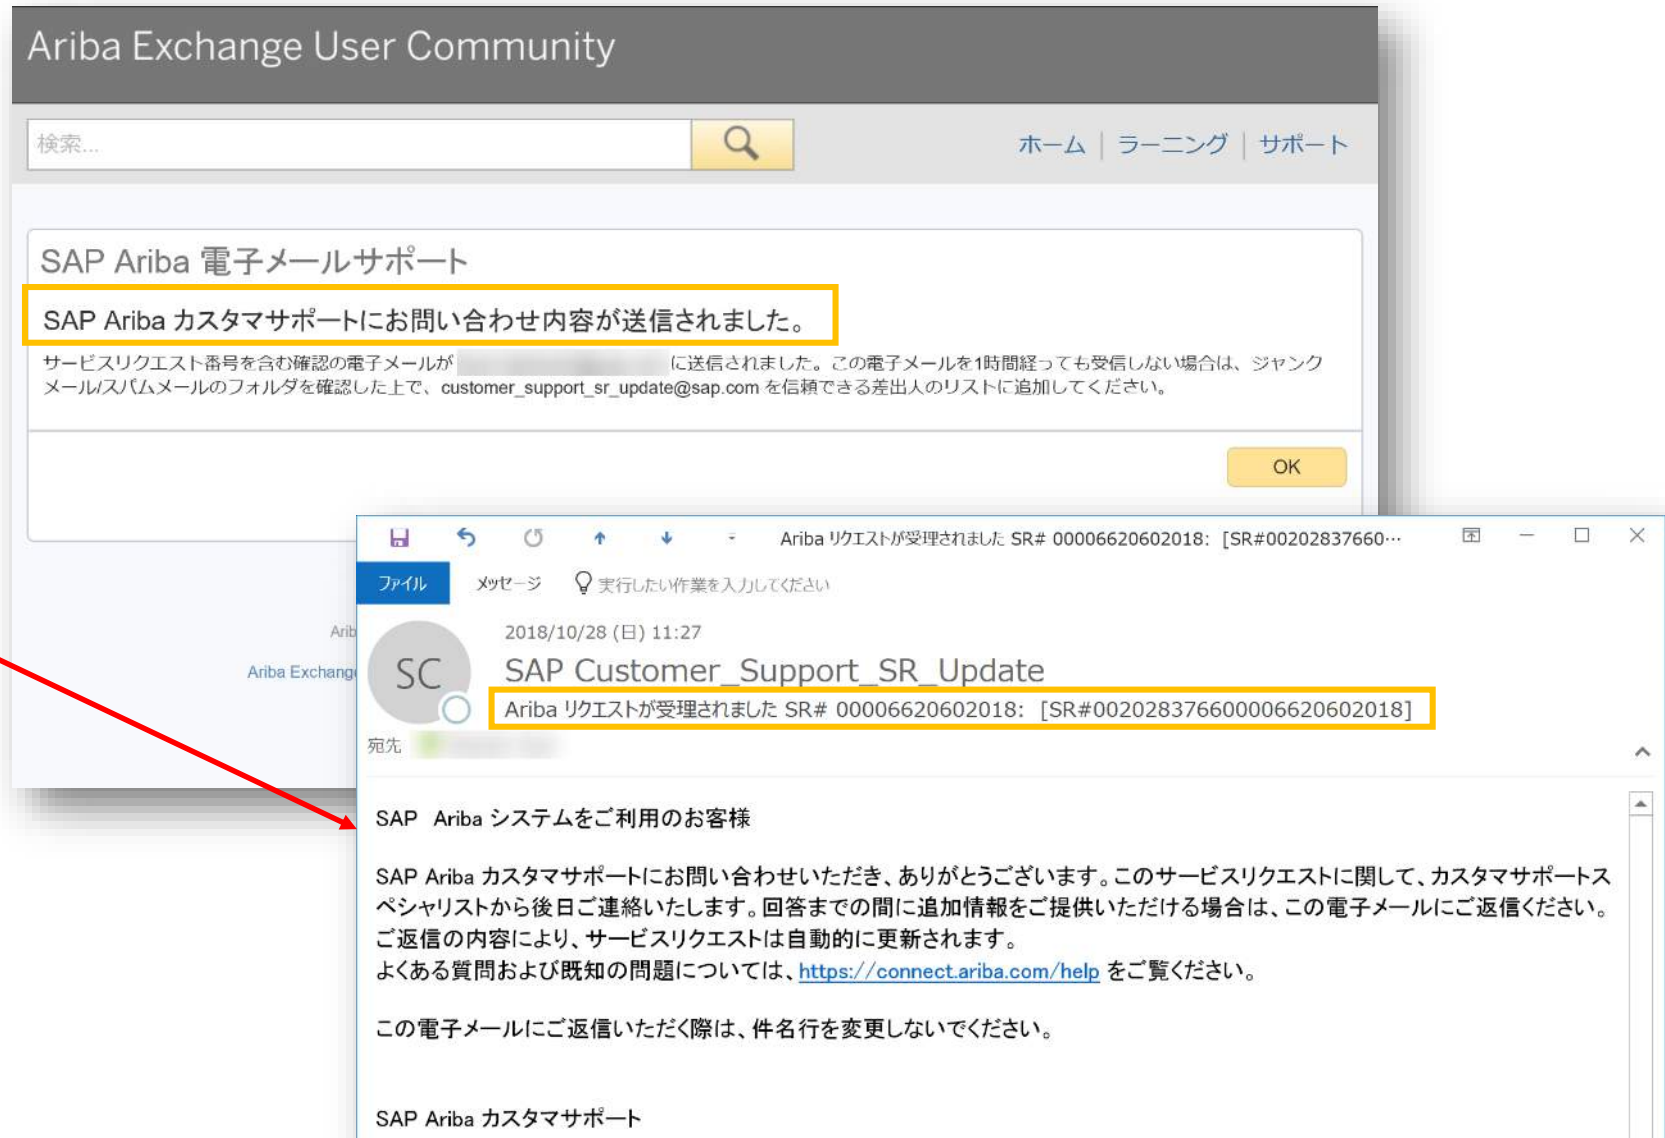 Ariba Exchange User Community
検索...
ホーム | ラーニング | サポート
SAP Ariba 電子メールサポート
SAP Ariba カスタマサポートにお問い合わせ内容が送信されました。
サービスリクエスト番号を含む確認の電子メールが に送信されました。この電子メールを1時間経っても受信しない場合は、ジャンク
メール/スパムメールのフォルダを確認した上で、customer_support_sr_update@sap.com を信頼できる差出人のリストに追加してください。
OK
Ariba リクエストが受理されました SR# 00006620602018: [SR#00202837660…
ファイル メッセージ 実行したい作業を入力してください
Arib
Ariba Exchang
2018/10/28 (日) 11:27
SC
SAP Customer_Support_SR_Update
Ariba リクエストが受理されました SR# 00006620602018: [SR#002028376600006620602018]
宛先
SAP Ariba システムをご利用のお客様
SAP Ariba カスタマサポートにお問い合わせいただき、ありがとうございます。このサービスリクエストに関して、カスタマサポートス
ペシャリストから後日ご連絡いたします。回答までの間に追加情報をご提供いただける場合は、この電子メールにご返信ください。
ご返信の内容により、サービスリクエストは自動的に更新されます。
よくある質問および既知の問題については、https://connect.ariba.com/help をご覧ください。
この電子メールにご返信いただく際は、件名行を変更しないでください。
SAP Ariba カスタマサポート